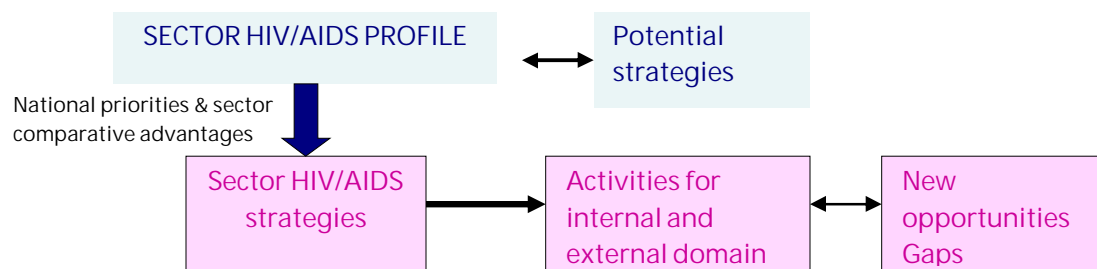 SECTOR HIV/AIDS PROFILE
Potential
strategies
National priorities & sector
comparative advantages
Sector HIV/AIDS
strategies
Activities for
internal and
external domain
New
opportunities
Gaps